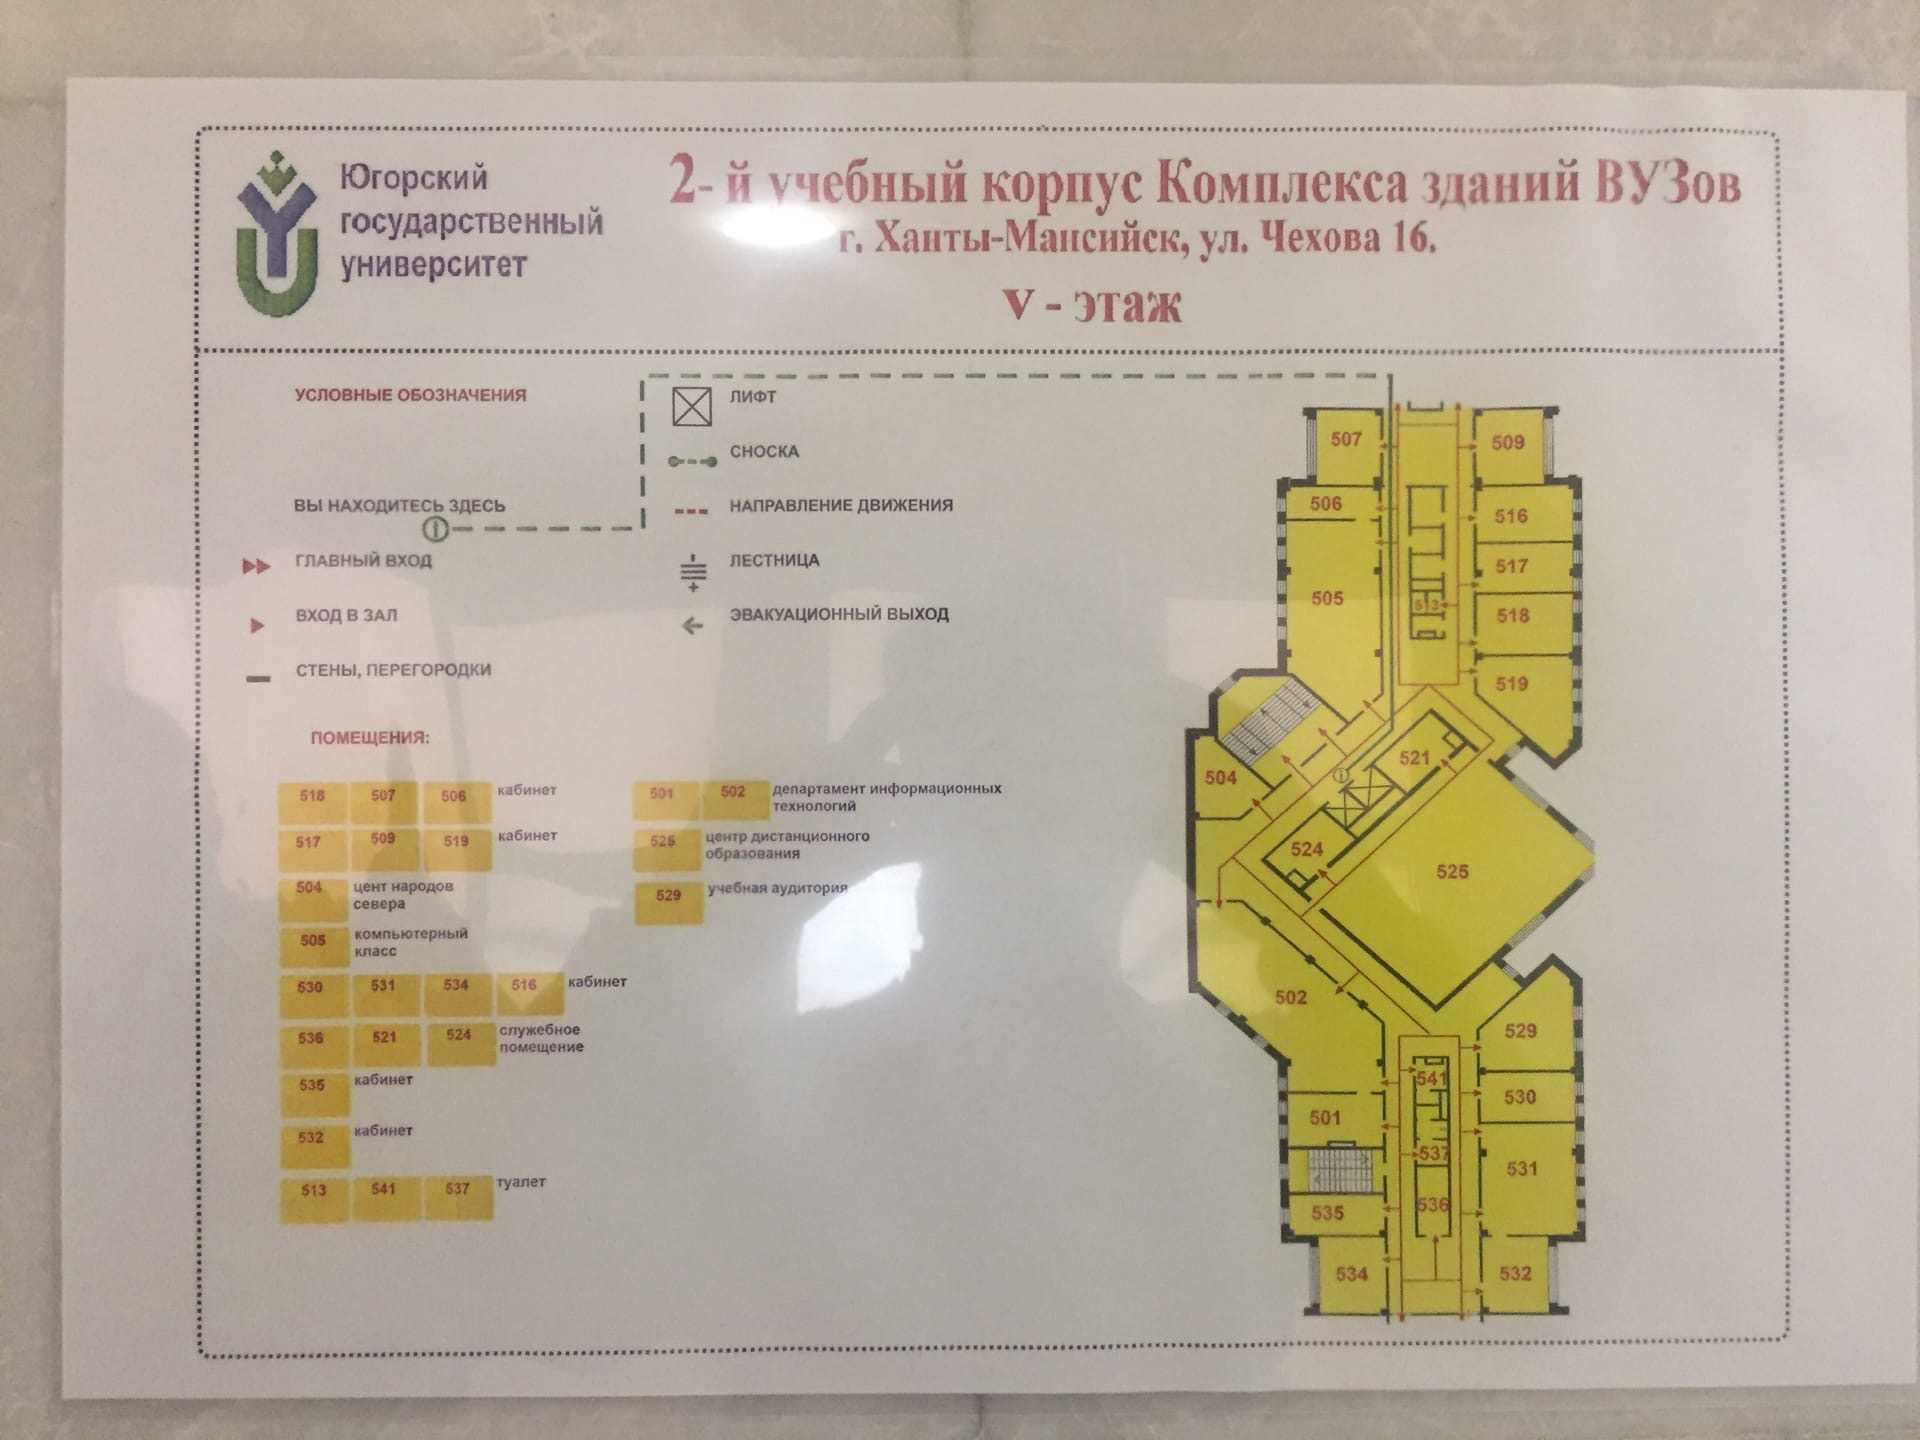 Югорский
государственный
университет
2- й учебный корпус Комплекса зданий ВУЗов
г. Ханты-Мансийск, ул. Чехова 16.
V - этаж
УСЛОВНЫЕ ОБОЗНАЧЕНИЯ
ВЫ НАХОДИТЕСЬ ЗДЕСЬ
ГЛАВНЫЙ ВХОД
ВХОД В ЗАЛ
СТЕНЫ, ПЕРЕГОРОДКИ
ЛИФТ
СНОСКА
НАПРАВЛЕНИЕ ДВИЖЕНИЯ
ЛЕСТНИЦА
ЭВАКУАЦИОННЫЙ ВЫХОД
ПОМЕЩЕНИЯ:
518 507 506 кабинет
517 509 519 кабинет
504 цент народов
севера
505 компьютерный
класс
530 531 534 516 кабинет
536 521 524 служебное
помещение
535 кабинет
532 кабинет
513 541 537 туалет
501 502 департамент информационных
технологий
525 центр дистанционного
образования
529 учебная аудитория
507 509
506 516
517
505 513 518
519
504 521
524 525
502 529
541
501 530
537 531
535 536
534 532